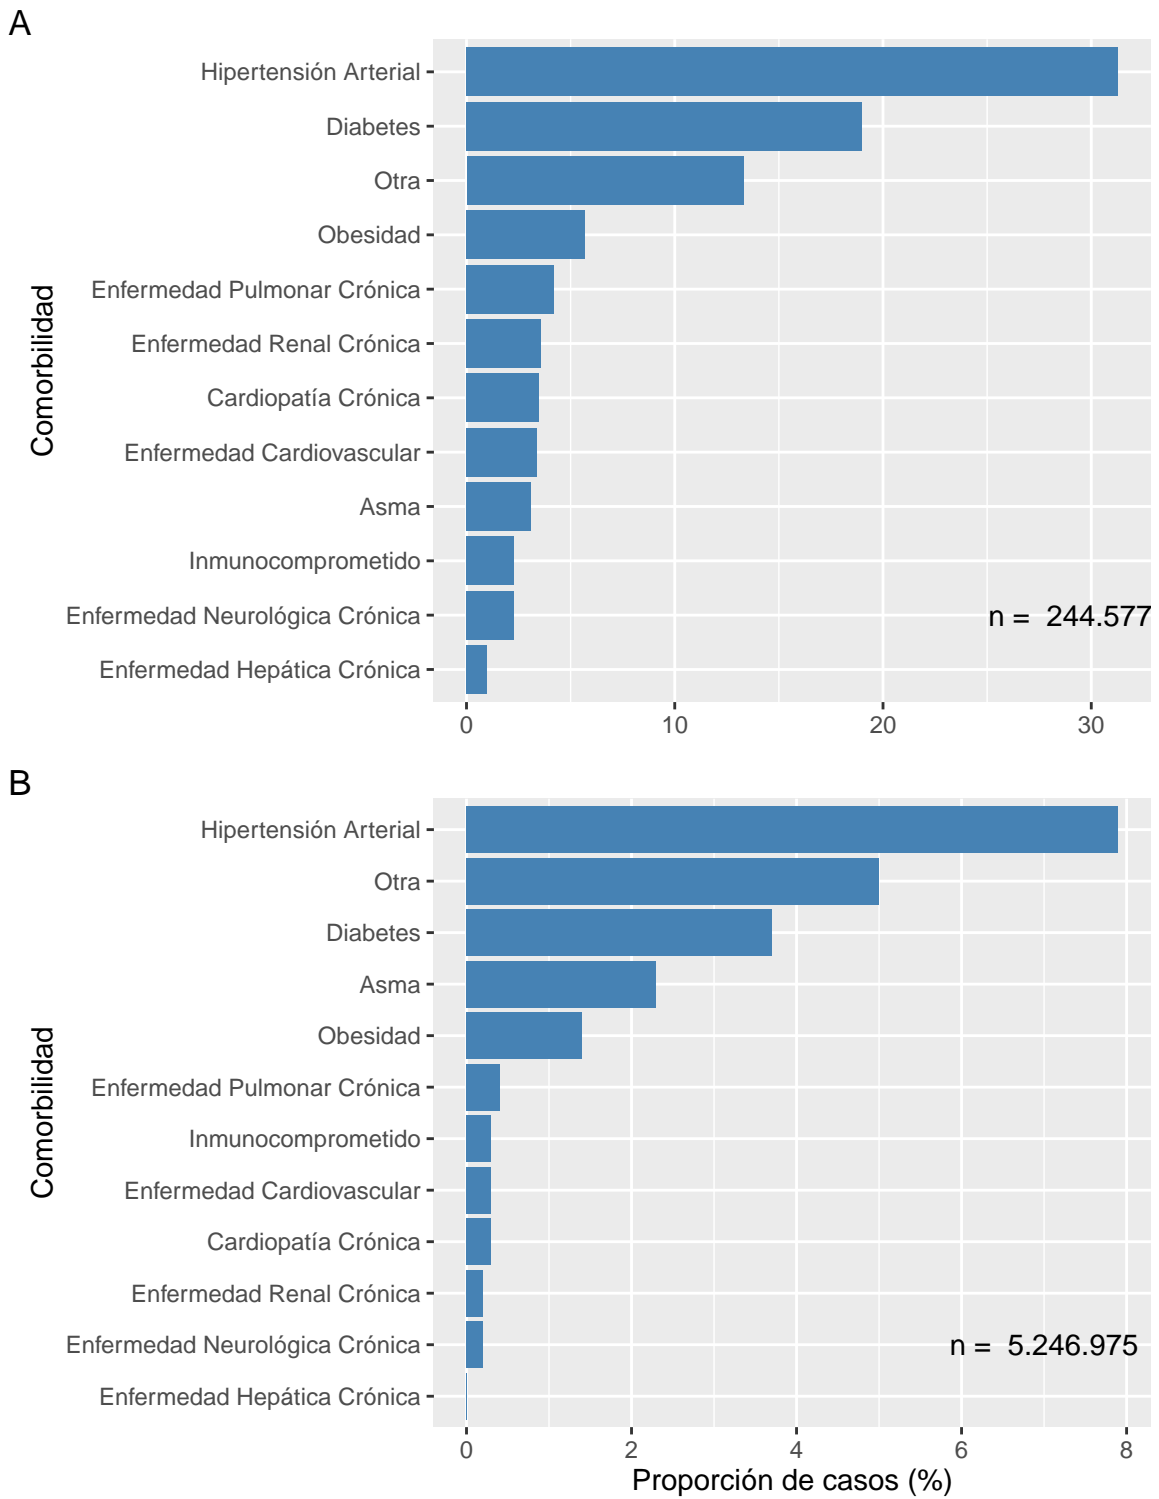 A
Hipertensión Arterial
Diabetes
Otra
Obesidad
Enfermedad Pulmonar Crónica
Enfermedad Renal Crónica
Cardiopatía Crónica
Enfermedad Cardiovascular
Asma
Inmunocomprometido
Enfermedad Neurológica Crónica
Enfermedad Hepática Crónica
Comorbilidad
n = 244.577
0 10 20 30
B
Hipertensión Arterial
Otra
Diabetes
Asma
Obesidad
Enfermedad Pulmonar Crónica
Inmunocomprometido
Enfermedad Cardiovascular
Cardiopatía Crónica
Enfermedad Renal Crónica
Enfermedad Neurológica Crónica
Enfermedad Hepática Crónica
Comorbilidad
n = 5.246.975
0 2 4 6 8
Proporción de casos (%)